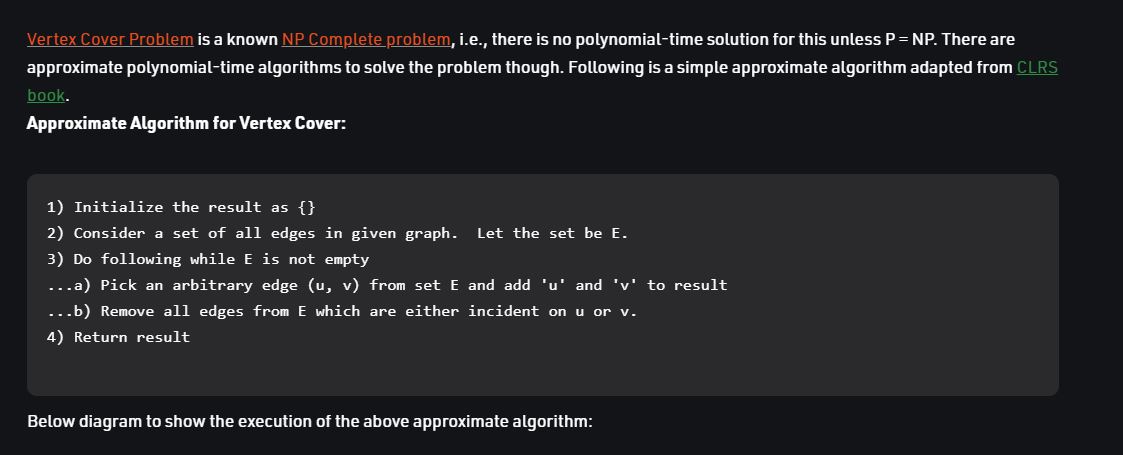 Vertex Cover Problem is a known NP Complete problem, i.e., there is no polynomial-time solution for this unless P = NP. There are
approximate polynomial-time algorithms to solve the problem though. Following is a simple approximate algorithm adapted from CLRS
book.
Approximate Algorithm for Vertex Cover:
1) Initialize the result as {}
2) Consider a set of all edges in given graph.  Let the set be E.
3) Do following while E is not empty
...a) Pick an arbitrary edge (u, v) from set E and add 'u' and 'v' to result
...b) Remove all edges from E which are either incident on u or v.
4) Return result
Below diagram to show the execution of the above approximate algorithm: